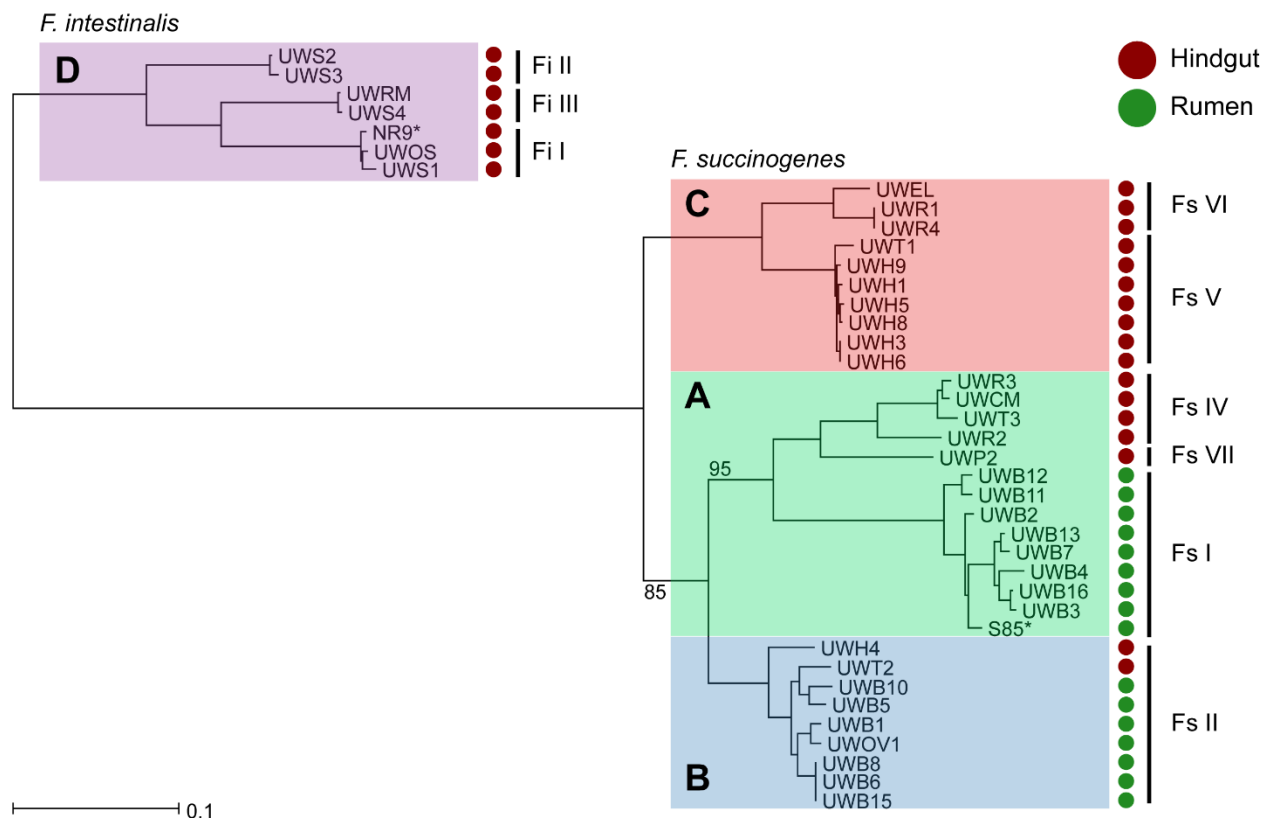 F. intestinalis
D
UWS2
UWS3
UWRM
UWS4
NR9*
UWOS
UWS1
Fi II
Fi III
Fi I
Hindgut
Rumen
F. succinogenes
C
UWEL
UWR1
UWR4
UWT1
UWH9
UWH1
UWH5
UWH8
UWH3
UWH6
Fs VI
Fs V
A
UWR3
UWCM
UWT3
UWR2
UWP2
UWB12
UWB11
UWB2
UWB13
UWB7
UWB4
UWB16
UWB3
S85*
Fs IV
Fs VII
Fs I
95
85
UWH4
UWT2
UWB10
UWB5
UWB1
UWOV1
UWB8
UWB6
UWB15
B
Fs II
0.1